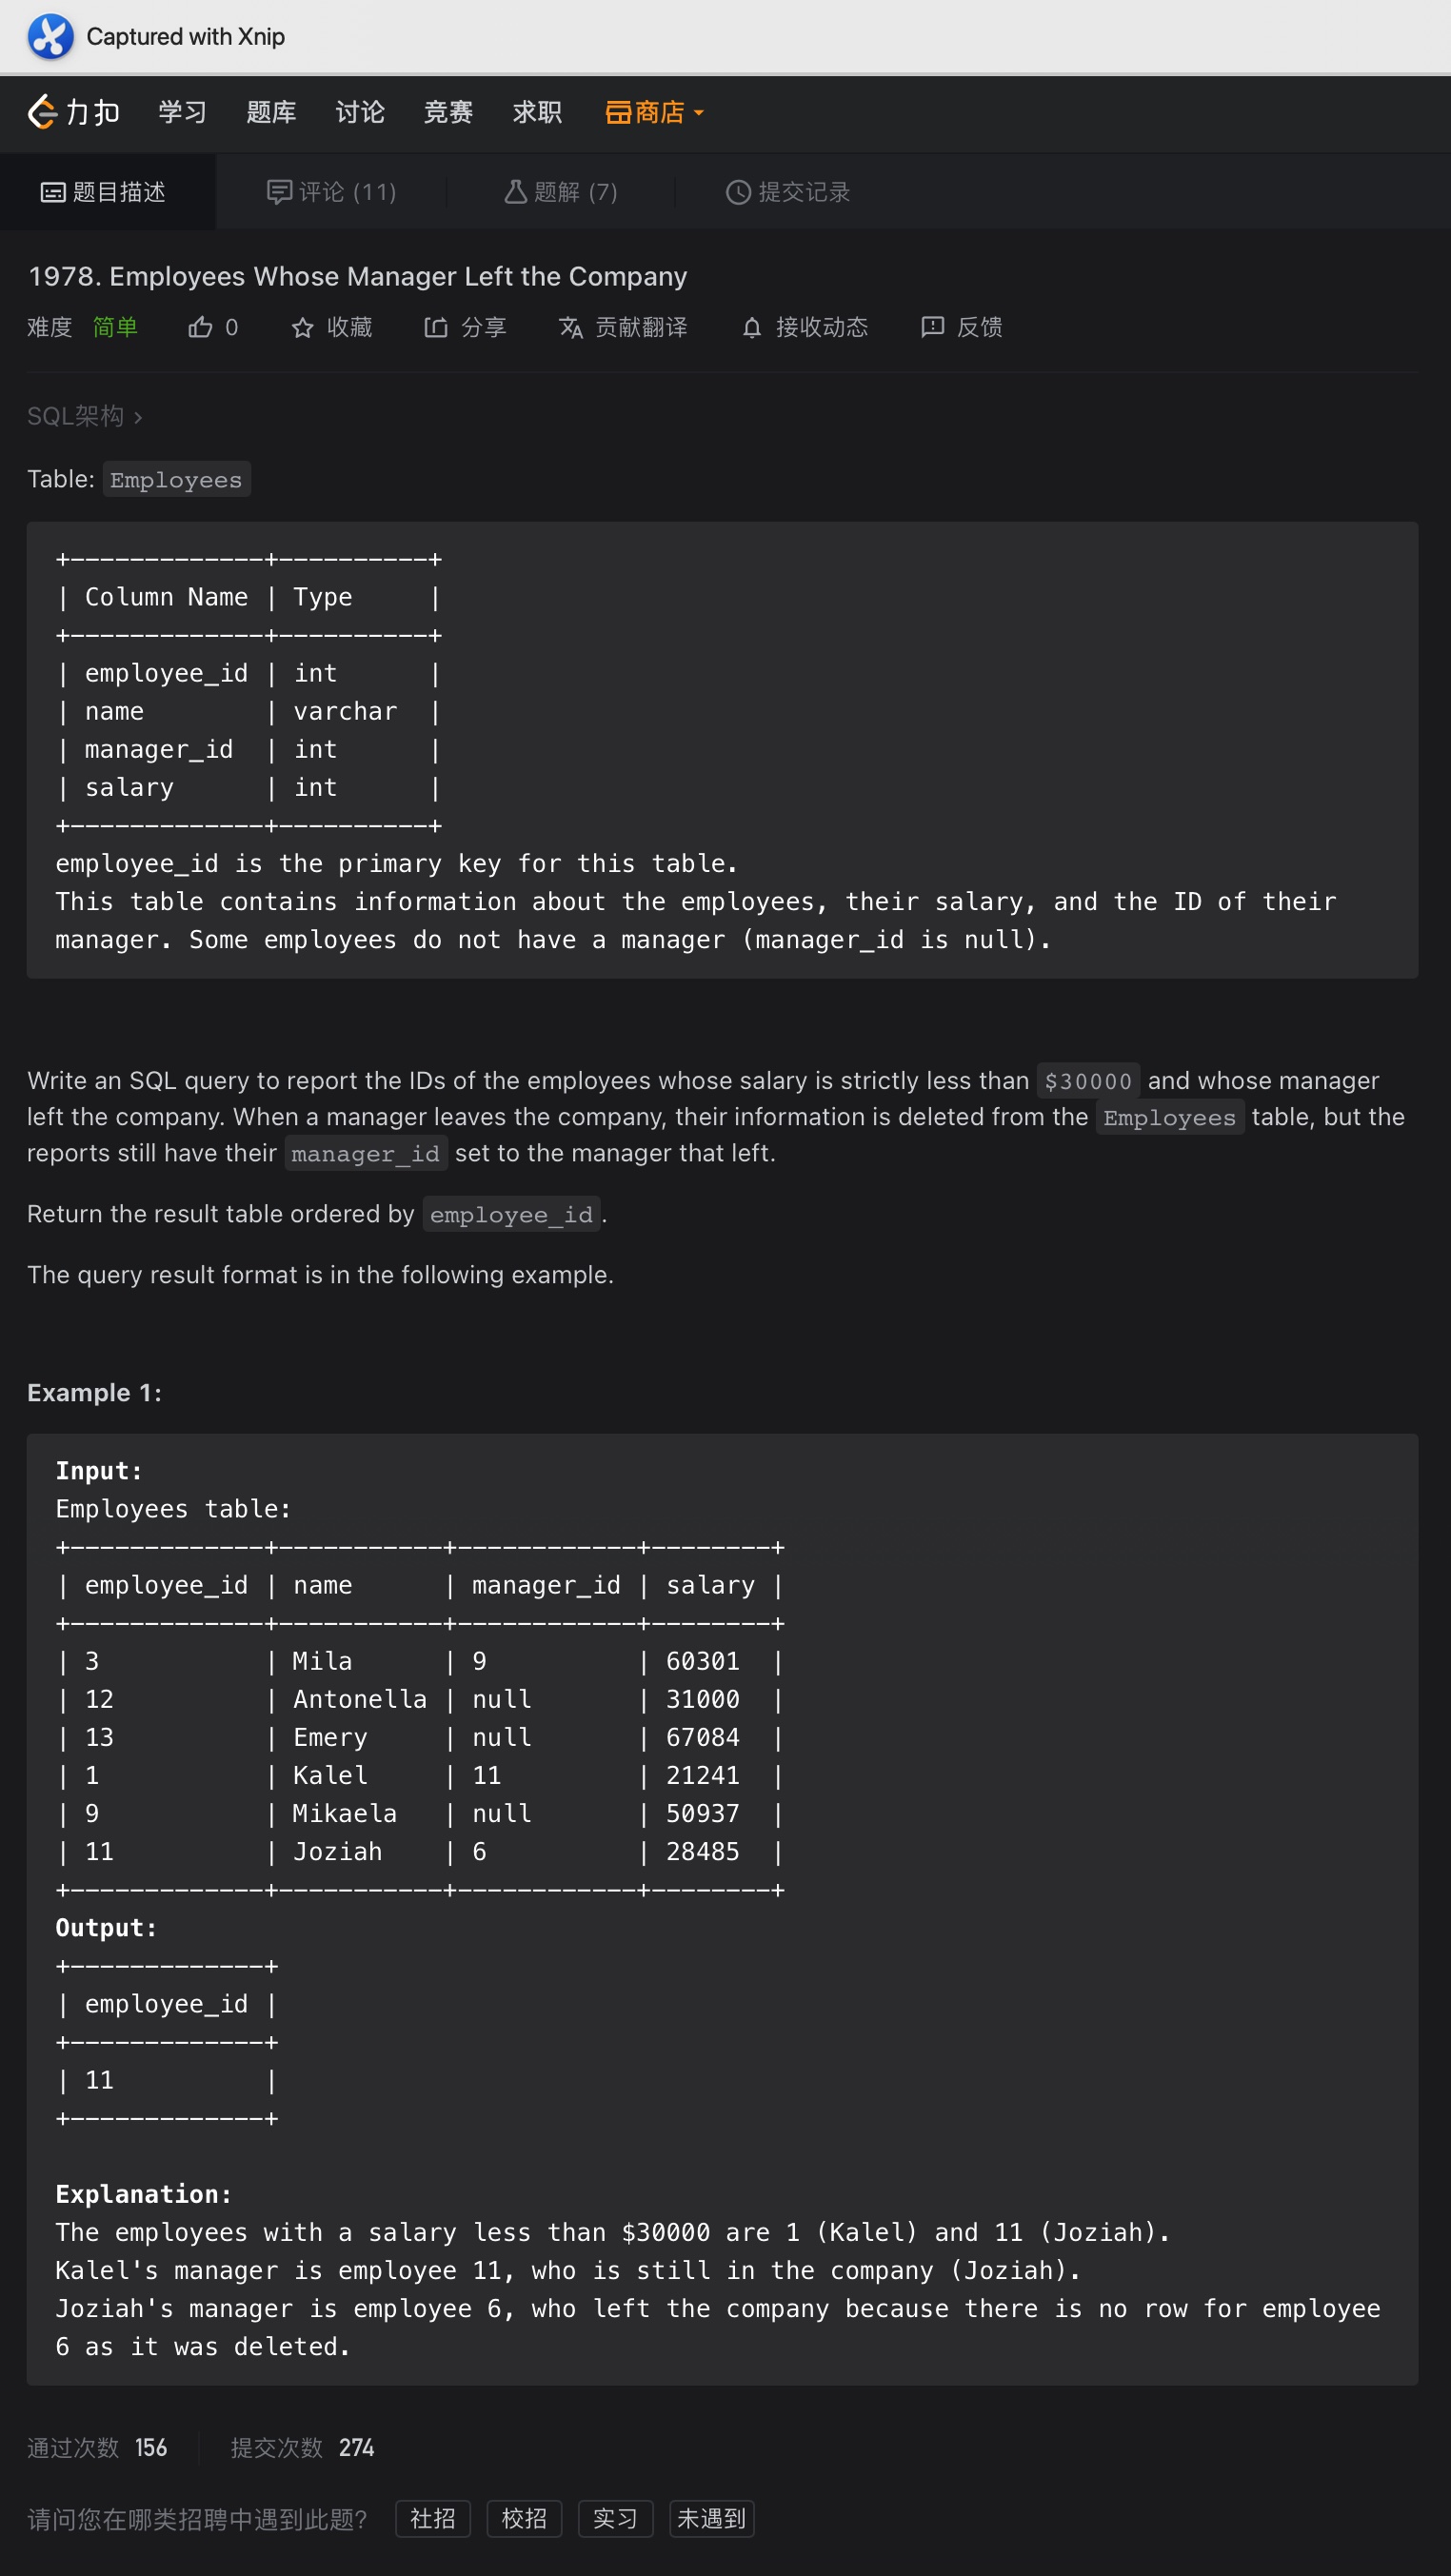 Captured with Xnip
力扣 学习 题库 讨论 竞赛 求职 商店
题目描述 评论 (11) 题解 (7) 提交记录
1978. Employees Whose Manager Left the Company
难度 简单 0 收藏 分享 贡献翻译 接收动态 反馈
SQL架构 >
Table: Employees
+-------------+----------+
| Column Name | Type     |
+-------------+----------+
| employee_id | int      |
| name        | varchar  |
| manager_id  | int      |
| salary      | int      |
+-------------+----------+
employee_id is the primary key for this table.
This table contains information about the employees, their salary, and the ID of their
manager. Some employees do not have a manager (manager_id is null).
Write an SQL query to report the IDs of the employees whose salary is strictly less than $30000 and whose manager
left the company. When a manager leaves the company, their information is deleted from the Employees table, but the
reports still have their manager_id set to the manager that left.
Return the result table ordered by employee_id.
The query result format is in the following example.
Example 1:
Input:
Employees table:
+-------------+-----------+------------+--------+
| employee_id | name      | manager_id | salary |
+-------------+-----------+------------+--------+
| 3           | Mila      | 9          | 60301  |
| 12          | Antonella | null       | 31000  |
| 13          | Emery     | null       | 67084  |
| 1           | Kalel     | 11         | 21241  |
| 9           | Mikaela   | null       | 50937  |
| 11          | Joziah    | 6          | 28485  |
+-------------+-----------+------------+--------+
Output:
+-------------+
| employee_id |
+-------------+
| 11          |
+-------------+
Explanation:
The employees with a salary less than $30000 are 1 (Kalel) and 11 (Joziah).
Kalel's manager is employee 11, who is still in the company (Joziah).
Joziah's manager is employee 6, who left the company because there is no row for employee
6 as it was deleted.
通过次数 156 提交次数 274
请问您在哪类招聘中遇到此题? 社招 校招 实习 未遇到